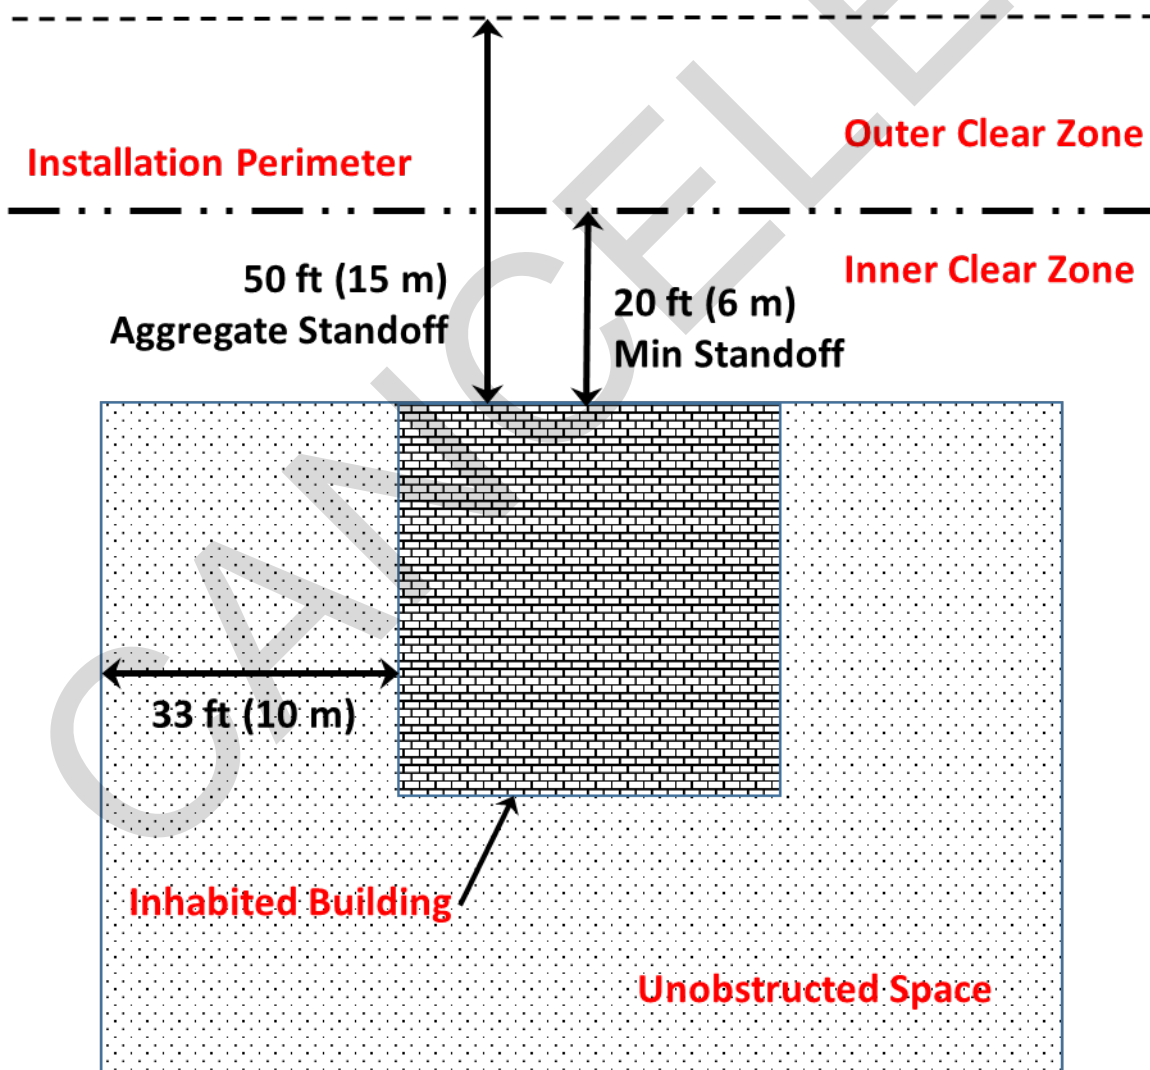 Outer Clear Zone
Installation Perimeter
Inner Clear Zone
50 ft (15 m)
Aggregate Standoff
20 ft (6 m)
Min Standoff
33 ft (10 m)
Inhabited Building
Unobstructed Space